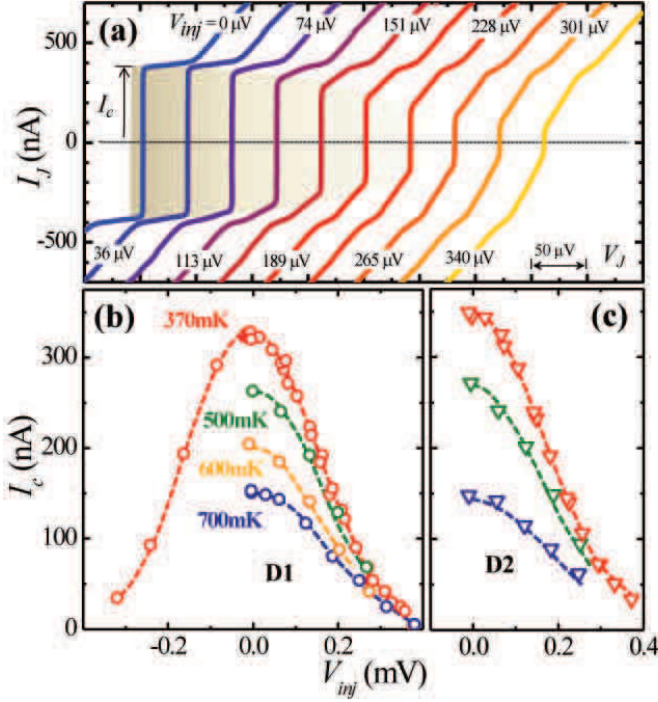 500
0
-500
I_J (nA)
(a)
V_inj = 0 µV
74 µV
151 µV
228 µV
301 µV
I_c
36 µV
113 µV
189 µV
265 µV
340 µV
50 µV
V_J
(b)
(c)
300
200
100
0
I_c (nA)
370mK
500mK
600mK
700mK
D1
D2
-0.2
0.0
0.2
0.0
0.2
0.4
V_inj (mV)